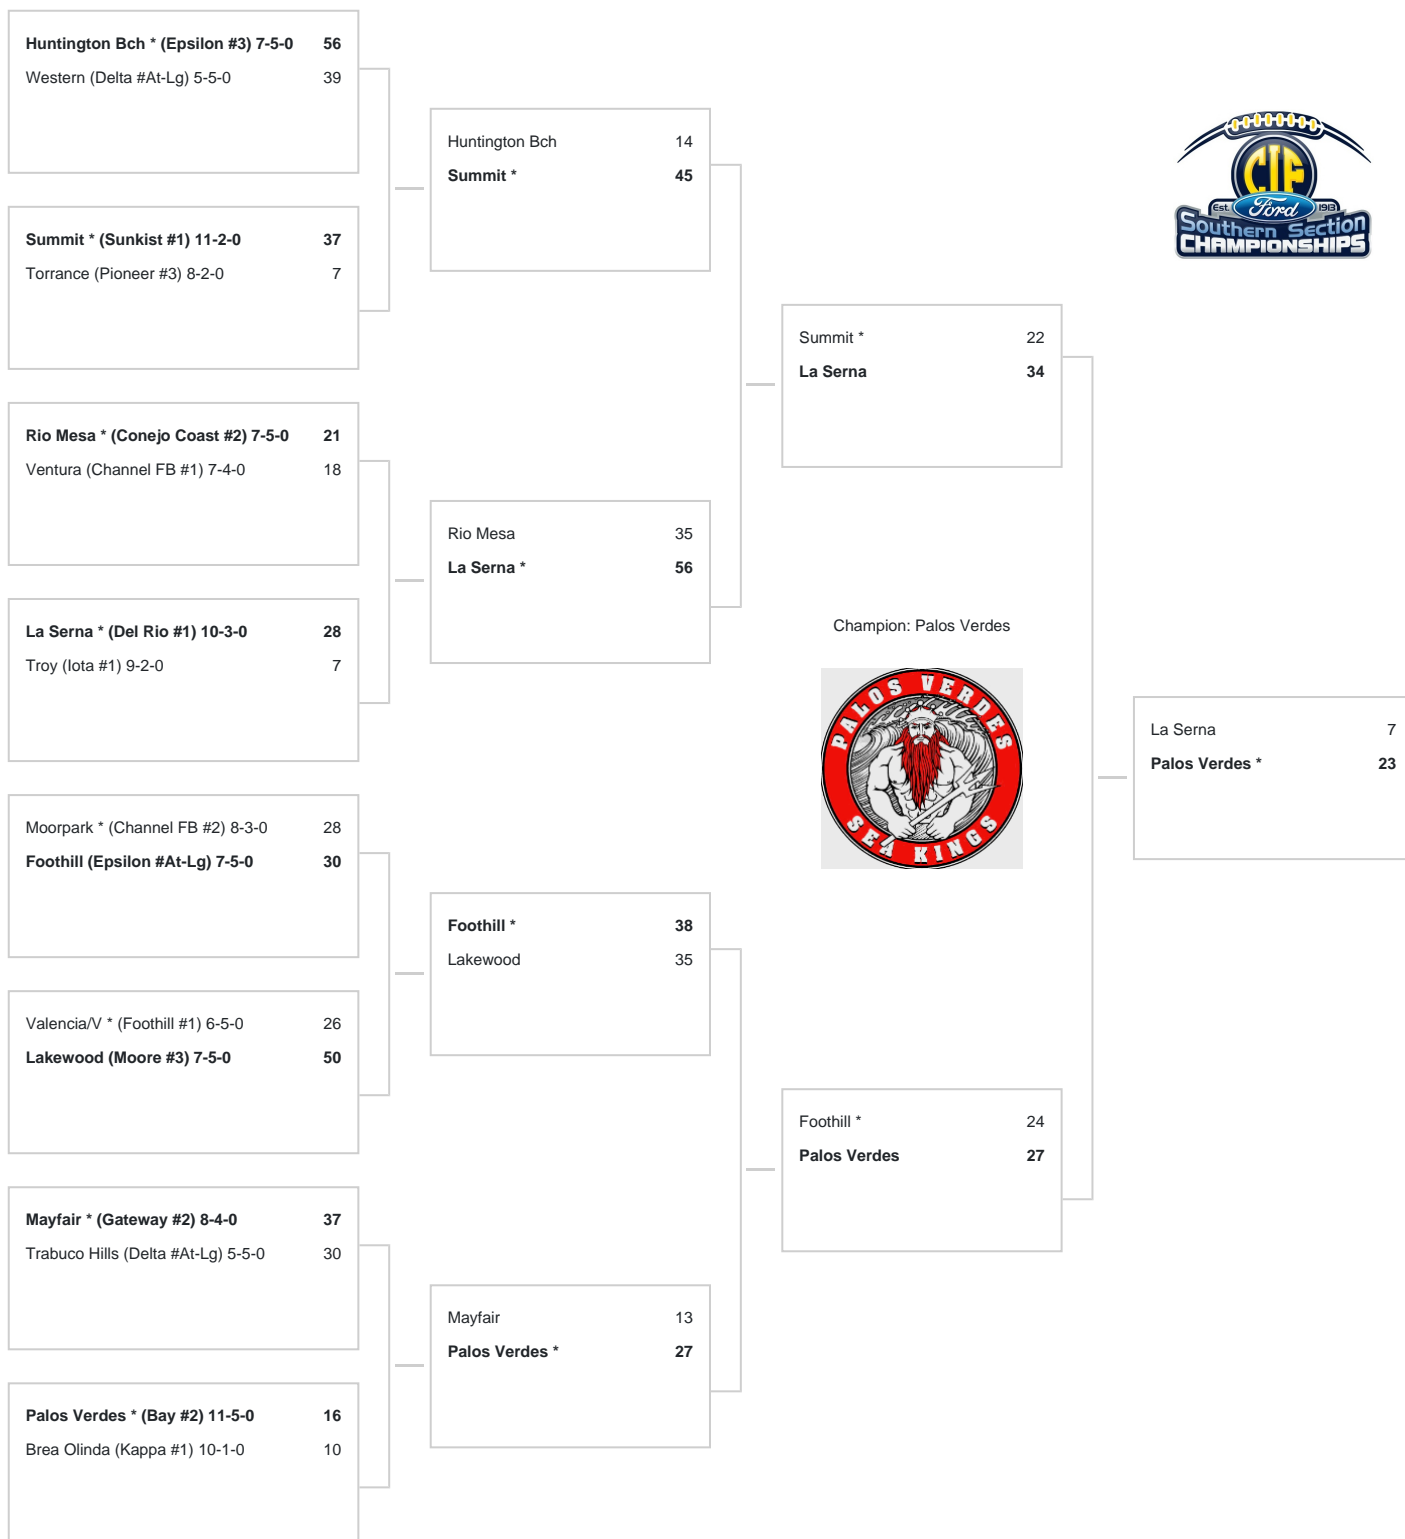 Huntington Bch * (Epsilon #3) 7-5-0 56
Western (Delta #At-Lg) 5-5-0 39
Summit * (Sunkist #1) 11-2-0 37
Torrance (Pioneer #3) 8-2-0 7
Rio Mesa * (Conejo Coast #2) 7-5-0 21
Ventura (Channel FB #1) 7-4-0 18
La Serna * (Del Rio #1) 10-3-0 28
Troy (Iota #1) 9-2-0 7
Moorpark * (Channel FB #2) 8-3-0 28
Foothill (Epsilon #At-Lg) 7-5-0 30
Valencia/V * (Foothill #1) 6-5-0 26
Lakewood (Moore #3) 7-5-0 50
Mayfair * (Gateway #2) 8-4-0 37
Trabuco Hills (Delta #At-Lg) 5-5-0 30
Palos Verdes * (Bay #2) 11-5-0 16
Brea Olinda (Kappa #1) 10-1-0 10
Huntington Bch 14
Summit * 45
Rio Mesa 35
La Serna * 56
Foothill * 38
Lakewood 35
Mayfair 13
Palos Verdes * 27
Summit * 22
La Serna 34
Foothill * 24
Palos Verdes 27
La Serna 7
Palos Verdes * 23
Champion: Palos Verdes
PALOS VERDES
SEA KINGS
CIF
Est. Ford 1913
Southern Section
CHAMPIONSHIPS